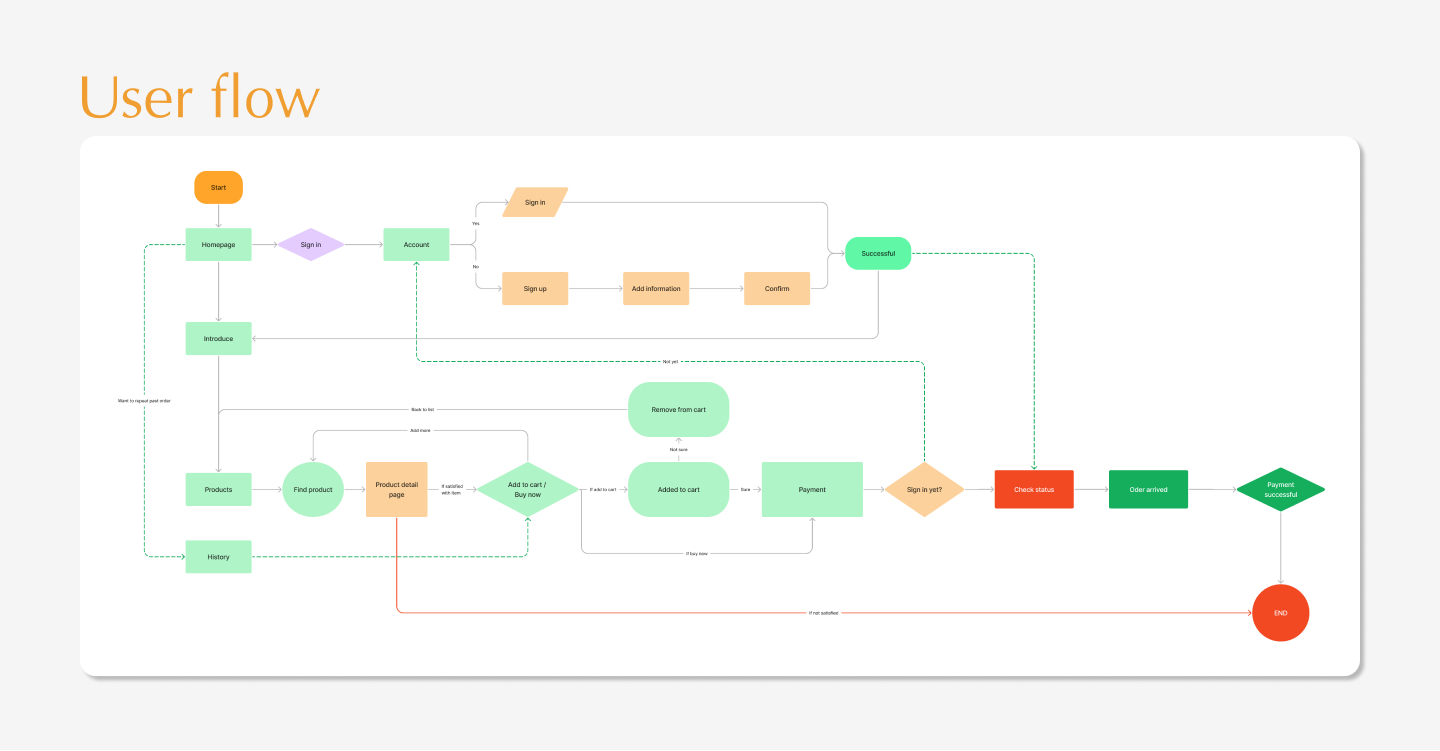 User flow
Start
Homepage
Sign in
Account
Yes
No
Sign in
Sign up
Add information
Confirm
Successful
Introduce
Not yet
Want to repeat past order
Back to list
Remove from cart
Add more
Not sure
Products
Find product
Product detail
page
If satisfied
with item
Add to cart /
Buy now
If add to cart
Added to cart
Sure
Payment
Sign in yet?
Check status
Oder arrived
Payment
successful
If buy now
History
If not satisfied
END